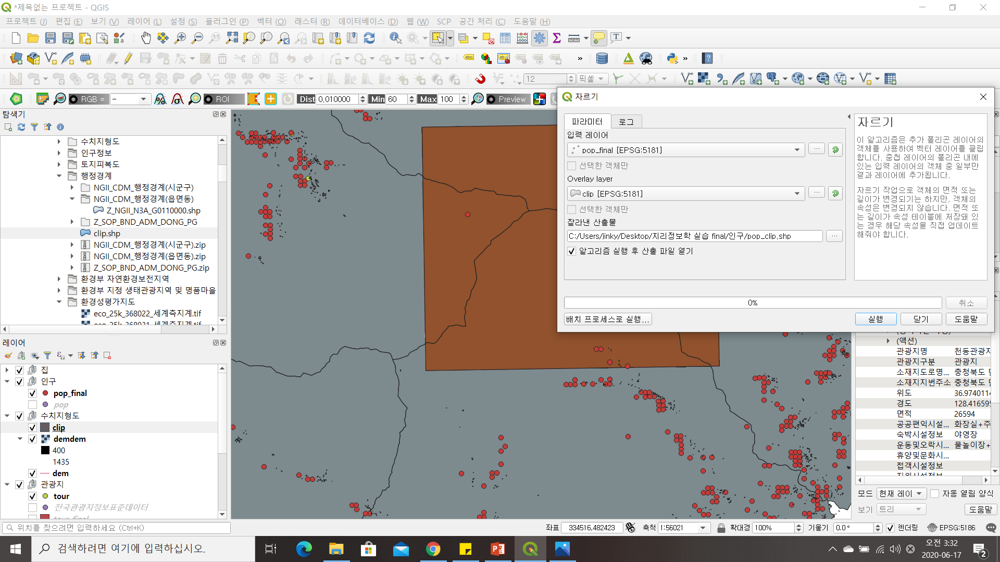 *제목없는 프로젝트 - QGIS
프로젝트 (J) 편집 (E) 보기 (V) 레이어 (L) 설정 (S) 플러그인 (P) 벡터 (O) 래스터 (R) 데이터베이스 (D) 웹 (W) SCP 공간 처리 (C) 도움말 (H)
12 픽셀
RGB = - ROI Dist 0,010000 Min 60 Max 100 Preview
탐색기
수치지형도
인구정보
토지피복도
행정경계
NGII_CDM_행정경계(시군구)
NGII_CDM_행정경계(읍면동)
Z_NGII_N3A_G0110000.shp
Z_SOP_BND_ADM_DONG_PG
clip.shp
NGII_CDM_행정경계(시군구).zip
NGII_CDM_행정경계(읍면동).zip
Z_SOP_BND_ADM_DONG_PG.zip
환경부 자연환경보전지역
환경부 지정 생태관광지역 및 명품마을
환경성평가지도
eco_25k_368022_세계측지계.tif
eco_25k_368021_세계측지계.tif
레이어
집
인구
pop_final
pop
수치지형도
clip
demdem
400
1435
dem
관광지
tour
전국관광지정보표준데이터
tour_final
자르기
파라미터 로그
입력 레이어
pop_final [EPSG:5181]
선택한 객체만
Overlay layer
clip [EPSG:5181]
선택한 객체만
잘라낸 산출물
C:/Users/jinky/Desktop/지리정보학 실습 final/인구/pop_clip.shp
알고리즘 실행 후 산출 파일 열기
자르기
이 알고리즘은 추가 폴리곤 레이어의
객체를 사용하여 벡터 레이어를 클립
합니다. 중첩 레이어의 폴리곤 내에
있는 입력 레이어의 객체 중 일부만
결과 레이어에 추가됩니다.
자르기 작업으로 객체의 면적 또는
길이가 변경되기는 하지만, 객체의
속성은 변경되지 않습니다. 면적 또
는 길이가 속성 테이블에 저장돼 있
는 경우 해당 속성을 직접 업데이트
해줘야 합니다.
0% 취소
배치 프로세스로 실행... 실행 닫기 도움말
(액션)
관광지명 천동관광지
관광지구분 관광지
소재지도로명... 충청북도 단
소재지지번주소 충청북도 단
위도 36.9740114
경도 128.416595
면적 26594
공공편익시설... 화장실+주
숙박시설정보 야영장
운동및오락시... 물놀이장+
휴양및문화시...
접객시설정보
지원시설정보
모드 현재 레이 자동 열림 양식
보기 트리 도움말
위치를 찾으려면 입력하세요 (Ctrl+K) 좌표 334516,482423 축척 1:56021 확대경 100% 기울기 0.0 ° 렌더링 EPSG:5186
검색하려면 여기에 입력하십시오.
오전 3:32
2020-06-17
2